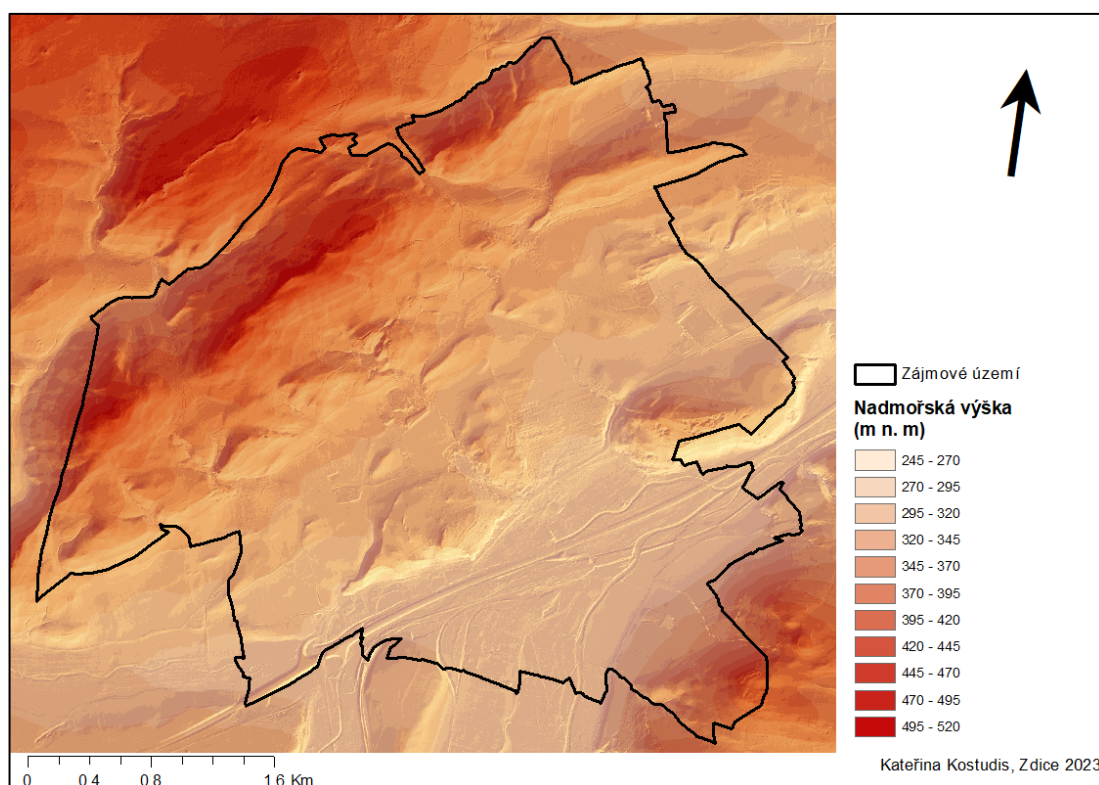 Zájmové území
Nadmořská výška
(m n. m)
245 - 270
270 - 295
295 - 320
320 - 345
345 - 370
370 - 395
395 - 420
420 - 445
445 - 470
470 - 495
495 - 520
0 0 4 0 8 1 6 Km
Kateřina Kostudis, Zdice 2023